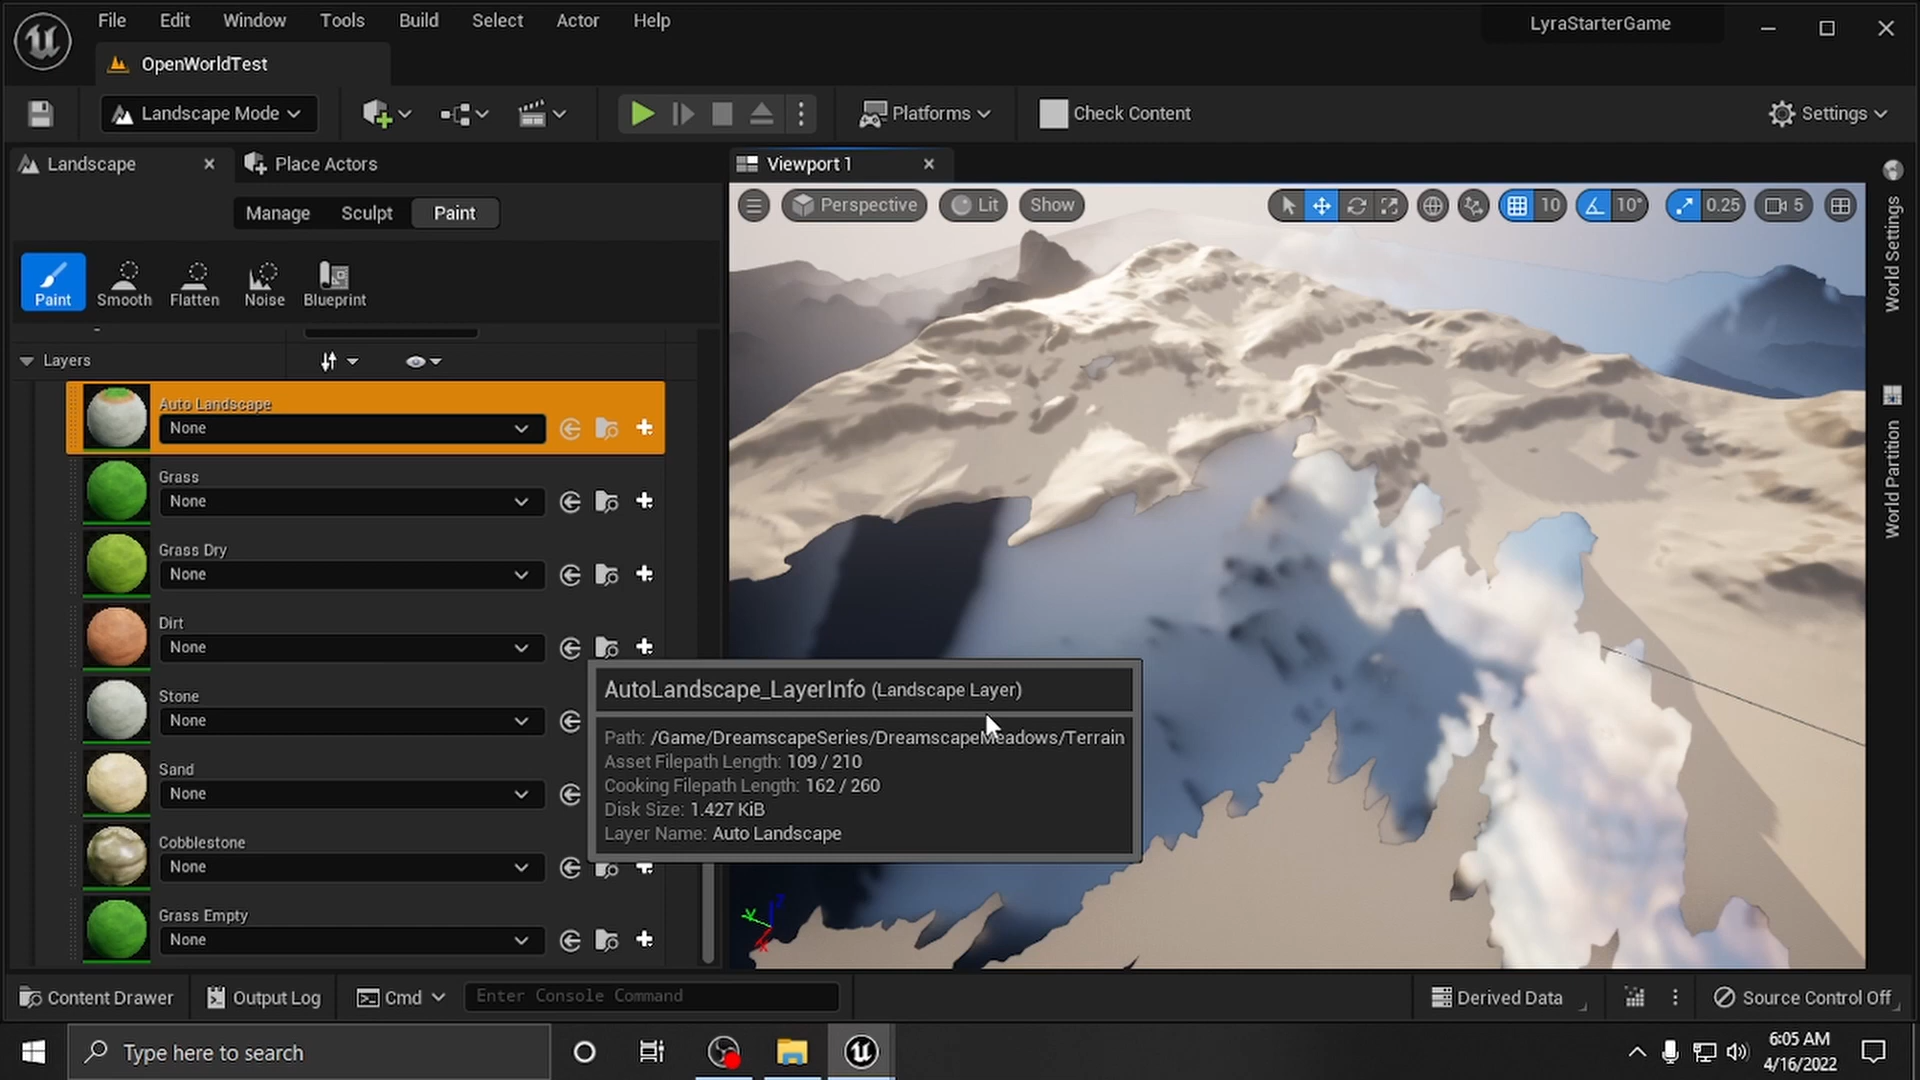 File Edit Window Tools Build Select Actor Help
LyraStarterGame
OpenWorldTest
Landscape Mode
Platforms
Check Content
Settings
Landscape
Place Actors
Viewport 1
Manage Sculpt Paint
Perspective
Lit
Show
10
10°
0.25
5
Paint Smooth Flatten Noise Blueprint
World Settings
World Partition
Layers
Auto Landscape
None
Grass
None
Grass Dry
None
Dirt
None
Stone
None
Sand
None
Cobblestone
None
Grass Empty
None
AutoLandscape_LayerInfo (Landscape Layer)
Path: /Game/DreamscapeSeries/DreamscapeMeadows/Terrain
Asset Filepath Length: 109 / 210
Cooking Filepath Length: 162 / 260
Disk Size: 1.427 KiB
Layer Name: Auto Landscape
Y
Z
X
Content Drawer
Output Log
Cmd
Enter Console Command
Derived Data
Source Control Off
Type here to search
6:05 AM
4/16/2022